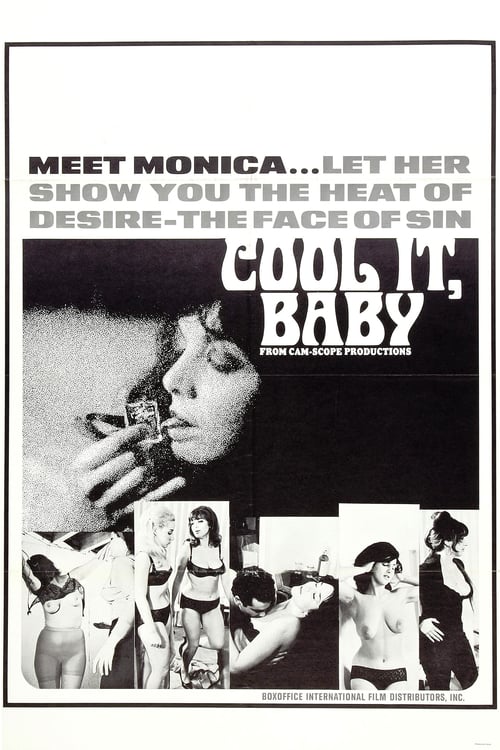 MEET MONICA...LET HER
SHOW YOU THE HEAT OF
DESIRE-THE FACE OF SIN
COOL IT,
BABY
FROM CAM-SCOPE PRODUCTIONS
BOXOFFICE INTERNATIONAL FILM DISTRIBUTORS, INC.